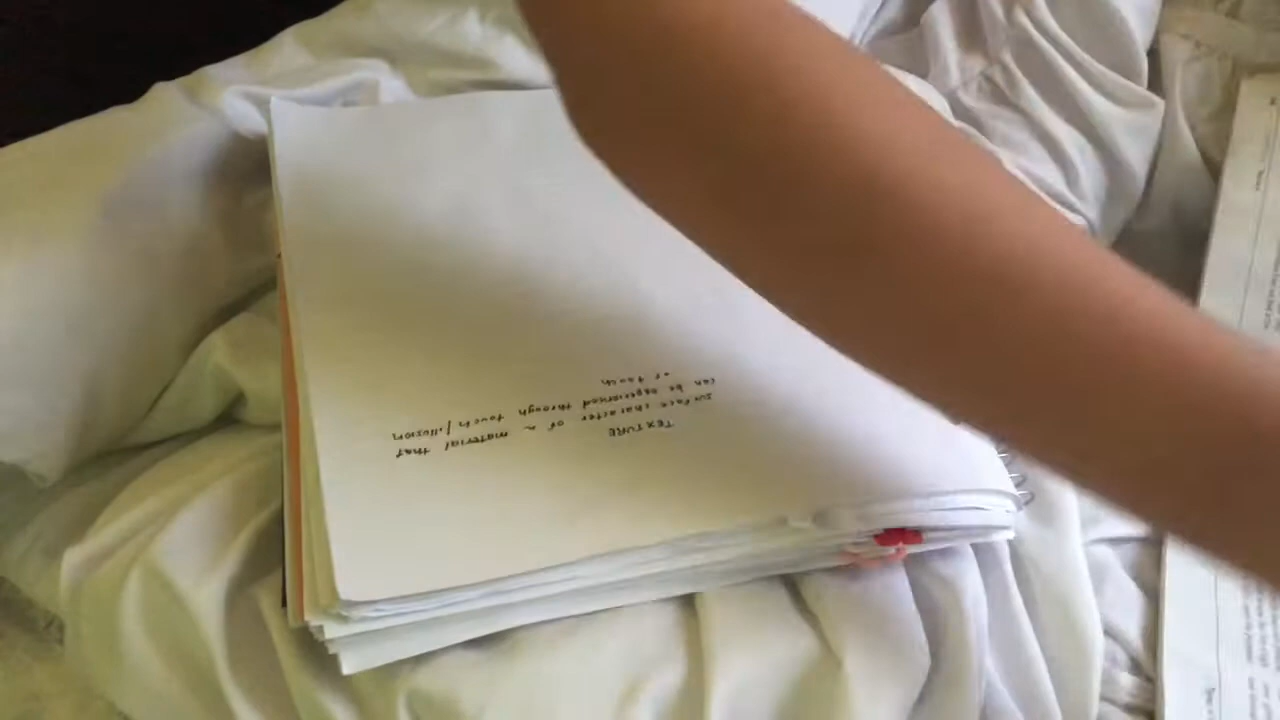 TEXTURE
surface character of a material that
can be experienced through touch/illusion
of touch